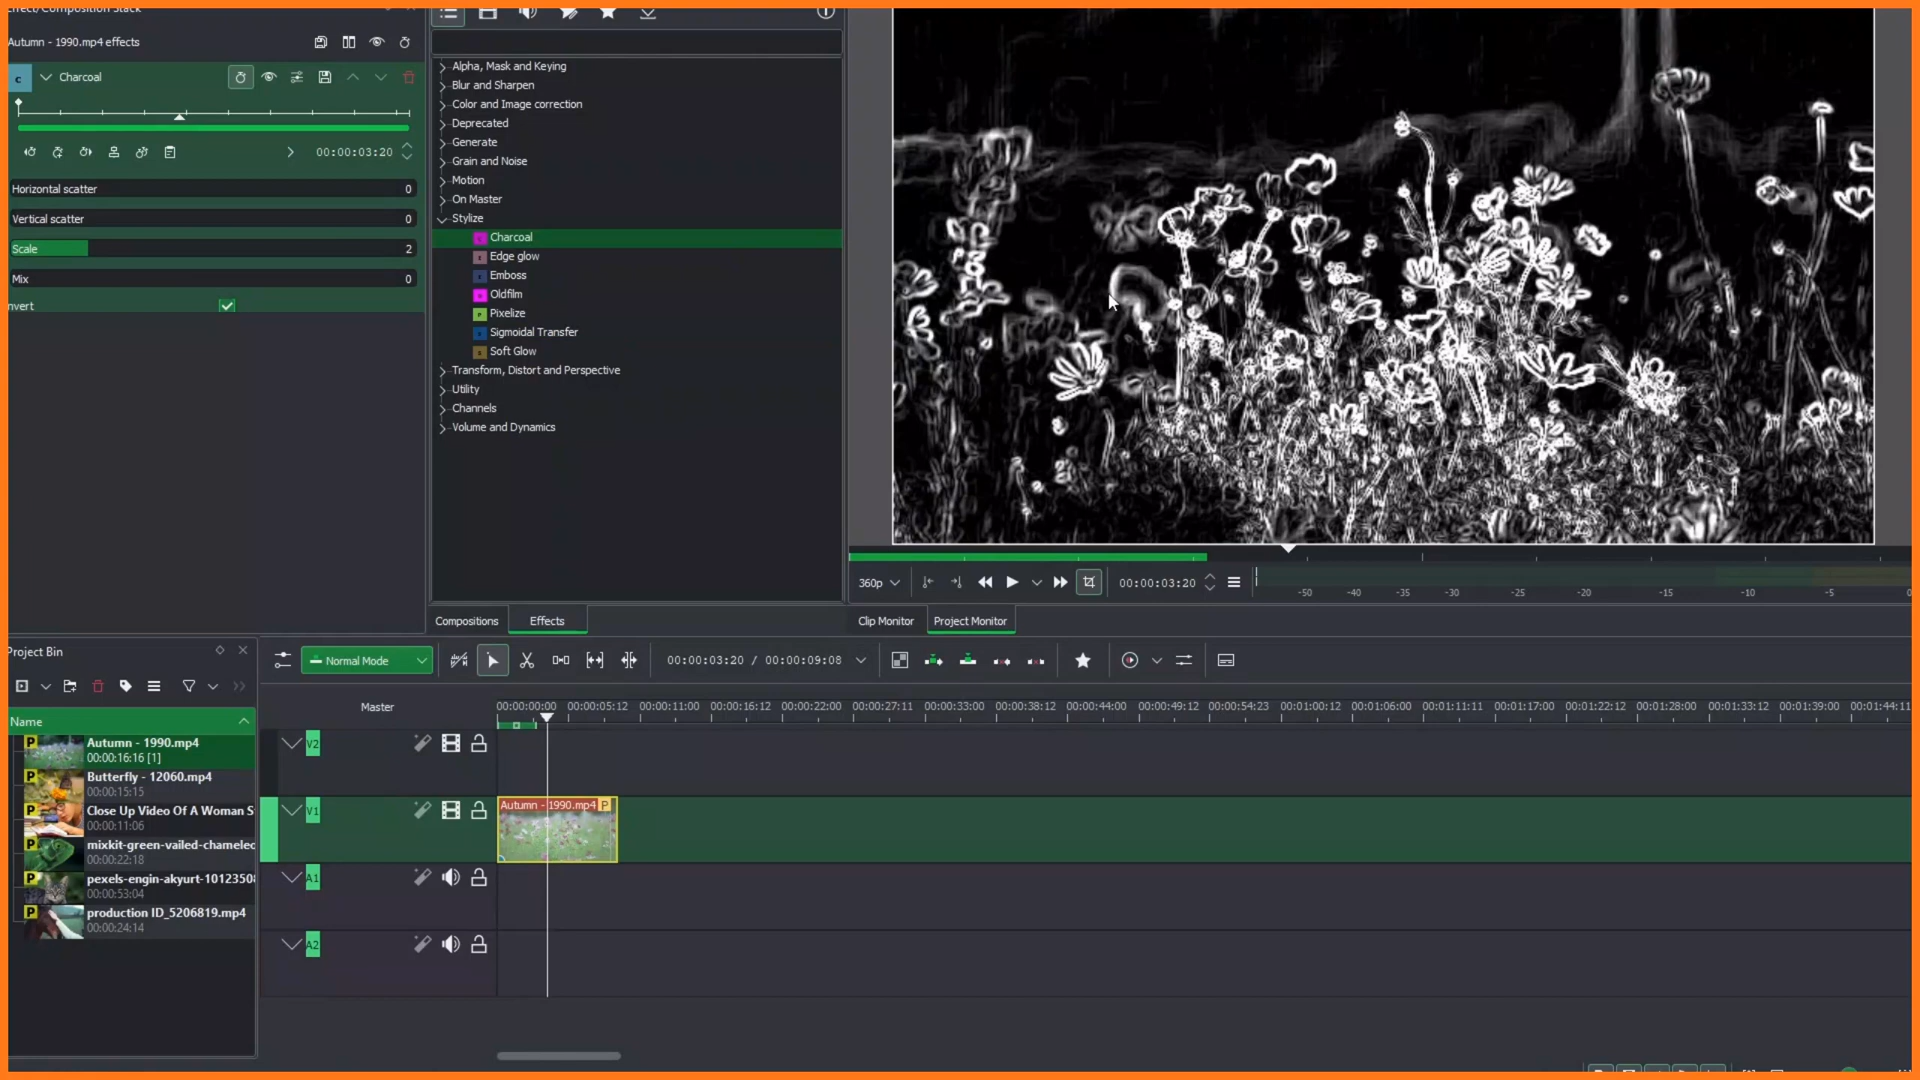 Effect/Composition Stack
Autumn - 1990.mp4 effects
c
Charcoal
00:00:03:20
Horizontal scatter 0
Vertical scatter 0
Scale 2
Mix 0
nvert
Alpha, Mask and Keying
Blur and Sharpen
Color and Image correction
Deprecated
Generate
Grain and Noise
Motion
On Master
Stylize
Charcoal
Edge glow
Emboss
Oldfilm
Pixelize
Sigmoidal Transfer
Soft Glow
Transform, Distort and Perspective
Utility
Channels
Volume and Dynamics
Compositions
Effects
360p
00:00:03:20
-50 -40 -35 -30 -25 -20 -15 -10 -5 0
Clip Monitor
Project Monitor
Project Bin
Name
P
Autumn - 1990.mp4
00:00:16:16 [1]
P
Butterfly - 12060.mp4
00:00:15:15
P
Close Up Video Of A Woman S
00:00:11:06
P
mixkit-green-vailed-chameleo
00:00:22:18
P
pexels-engin-akyurt-10123508
00:00:53:04
P
production ID_5206819.mp4
00:00:24:14
Normal Mode
00:00:03:20 / 00:00:09:08
Master
00:00:00:00 00:00:05:12 00:00:11:00 00:00:16:12 00:00:22:00 00:00:27:11 00:00:33:00 00:00:38:12 00:00:44:00 00:00:49:12 00:00:54:23 00:01:00:12 00:01:06:00 00:01:11:11 00:01:17:00 00:01:22:12 00:01:28:00 00:01:33:12 00:01:39:00 00:01:44:11
V2
V1
Autumn - 1990.mp4 P
A1
A2